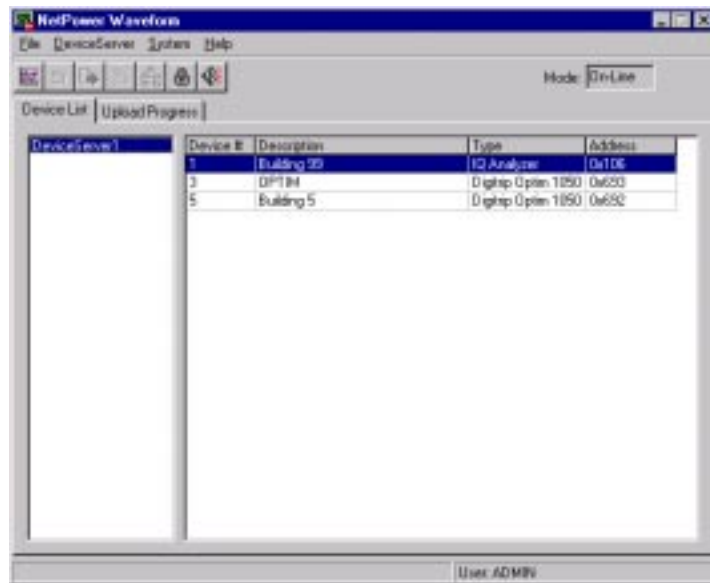 NetPower Waveform
File DeviceServer System Help
Mode: On-Line
Device List Upload Progress
DeviceServer1
Device # Description Type Address
1 Building 99 IQ Analyzer 0x106
3 OPTIM Digitrip Optim 1050 0x693
5 Building 5 Digitrip Optim 1050 0x692
User: ADMIN